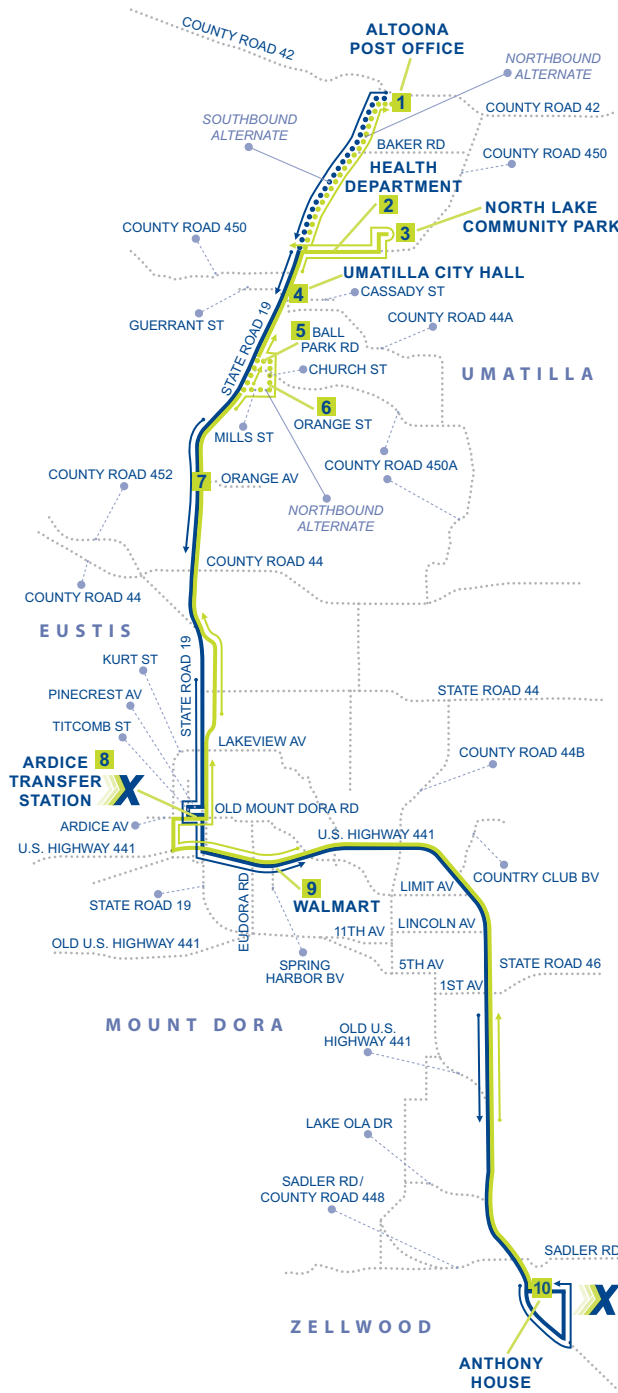 COUNTY ROAD 42
ALTOONA
POST OFFICE
NORTHBOUND
ALTERNATE
1
COUNTY ROAD 42
SOUTHBOUND
ALTERNATE
BAKER RD
COUNTY ROAD 450
HEALTH
DEPARTMENT
2
3
NORTH LAKE
COMMUNITY PARK
COUNTY ROAD 450
UMATILLA CITY HALL
4
CASSADY ST
GUERRANT ST
COUNTY ROAD 44A
STATE ROAD 19
5
BALL
PARK RD
CHURCH ST
UMATILLA
6
ORANGE ST
MILLS ST
COUNTY ROAD 450A
COUNTY ROAD 452
7
ORANGE AV
NORTHBOUND
ALTERNATE
COUNTY ROAD 44
COUNTY ROAD 44
EUSTIS
KURT ST
STATE ROAD 19
PINECREST AV
STATE ROAD 44
TITCOMB ST
LAKEVIEW AV
COUNTY ROAD 44B
ARDICE
8
TRANSFER
STATION
X
OLD MOUNT DORA RD
ARDICE AV
U.S. HIGHWAY 441
U.S. HIGHWAY 441
COUNTRY CLUB BV
STATE ROAD 19
EUDORA RD
9
WALMART
LIMIT AV
LINCOLN AV
11TH AV
OLD U.S. HIGHWAY 441
SPRING
HARBOR BV
5TH AV
STATE ROAD 46
1ST AV
MOUNT DORA
OLD U.S.
HIGHWAY 441
LAKE OLA DR
SADLER RD/
COUNTY ROAD 448
SADLER RD
10
X
ZELLWOOD
ANTHONY
HOUSE